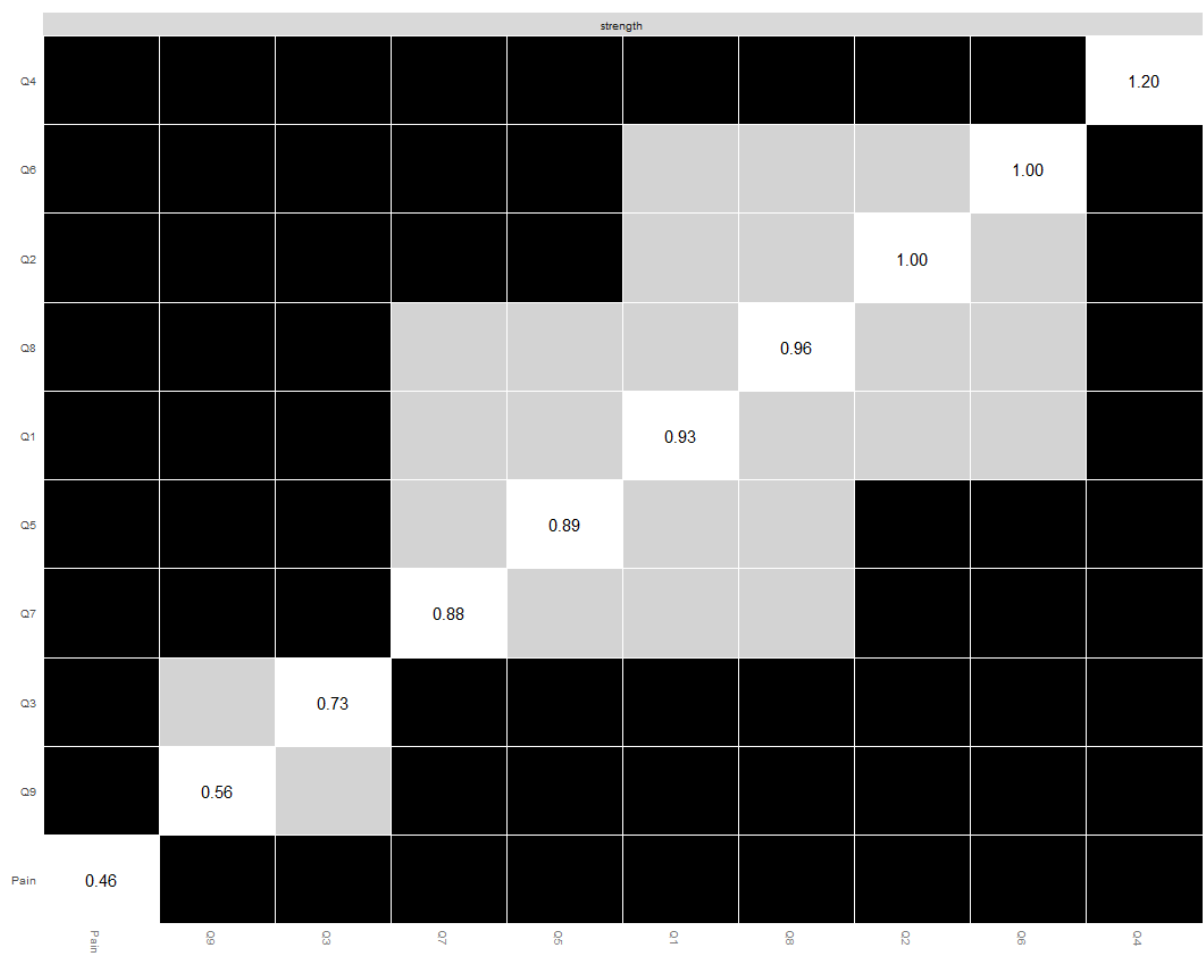 strength
Q4 1.20
Q6 1.00
Q2 1.00
Q8 0.96
Q1 0.93
Q5 0.89
Q7 0.88
Q3 0.73
Q9 0.56
Pain 0.46
Pain Q9 Q3 Q7 Q5 Q1 Q8 Q2 Q6 Q4